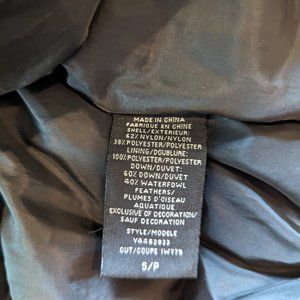 MADE IN CHINA
FABRIQUE EN CHINE
SHELL/EXTERIEUR:
62% NYLON/NYLON
38% POLYESTER/POLYESTER
LINING/DOUBLURE:
100% POLYESTER/POLYESTER
DOWN/DUVET:
60% DOWN/DUVET
40% WATERFOWL
FEATHERS/
PLUMES D'OISEAU
AQUATIQUE
EXCLUSIVE OF DECORATION/
SAUF DECORATION
STYLE/MODELE
CUT/COUPE IW778
S/P